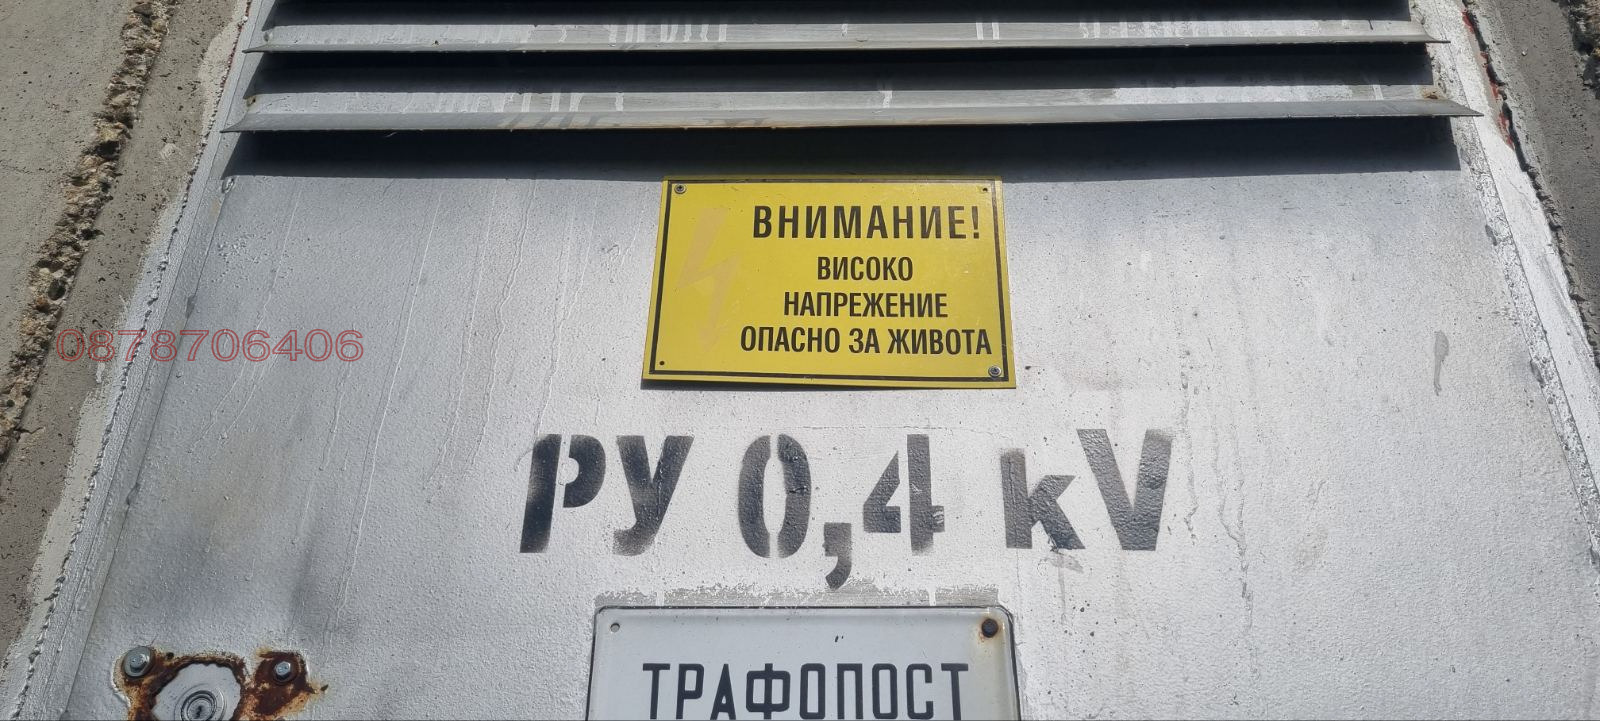 ВНИМАНИЕ!
ВИСОКО
НАПРЕЖЕНИЕ
ОПАСНО ЗА ЖИВОТА
0878706406
РУ 0,4 kV
ТРАФОПОСТ